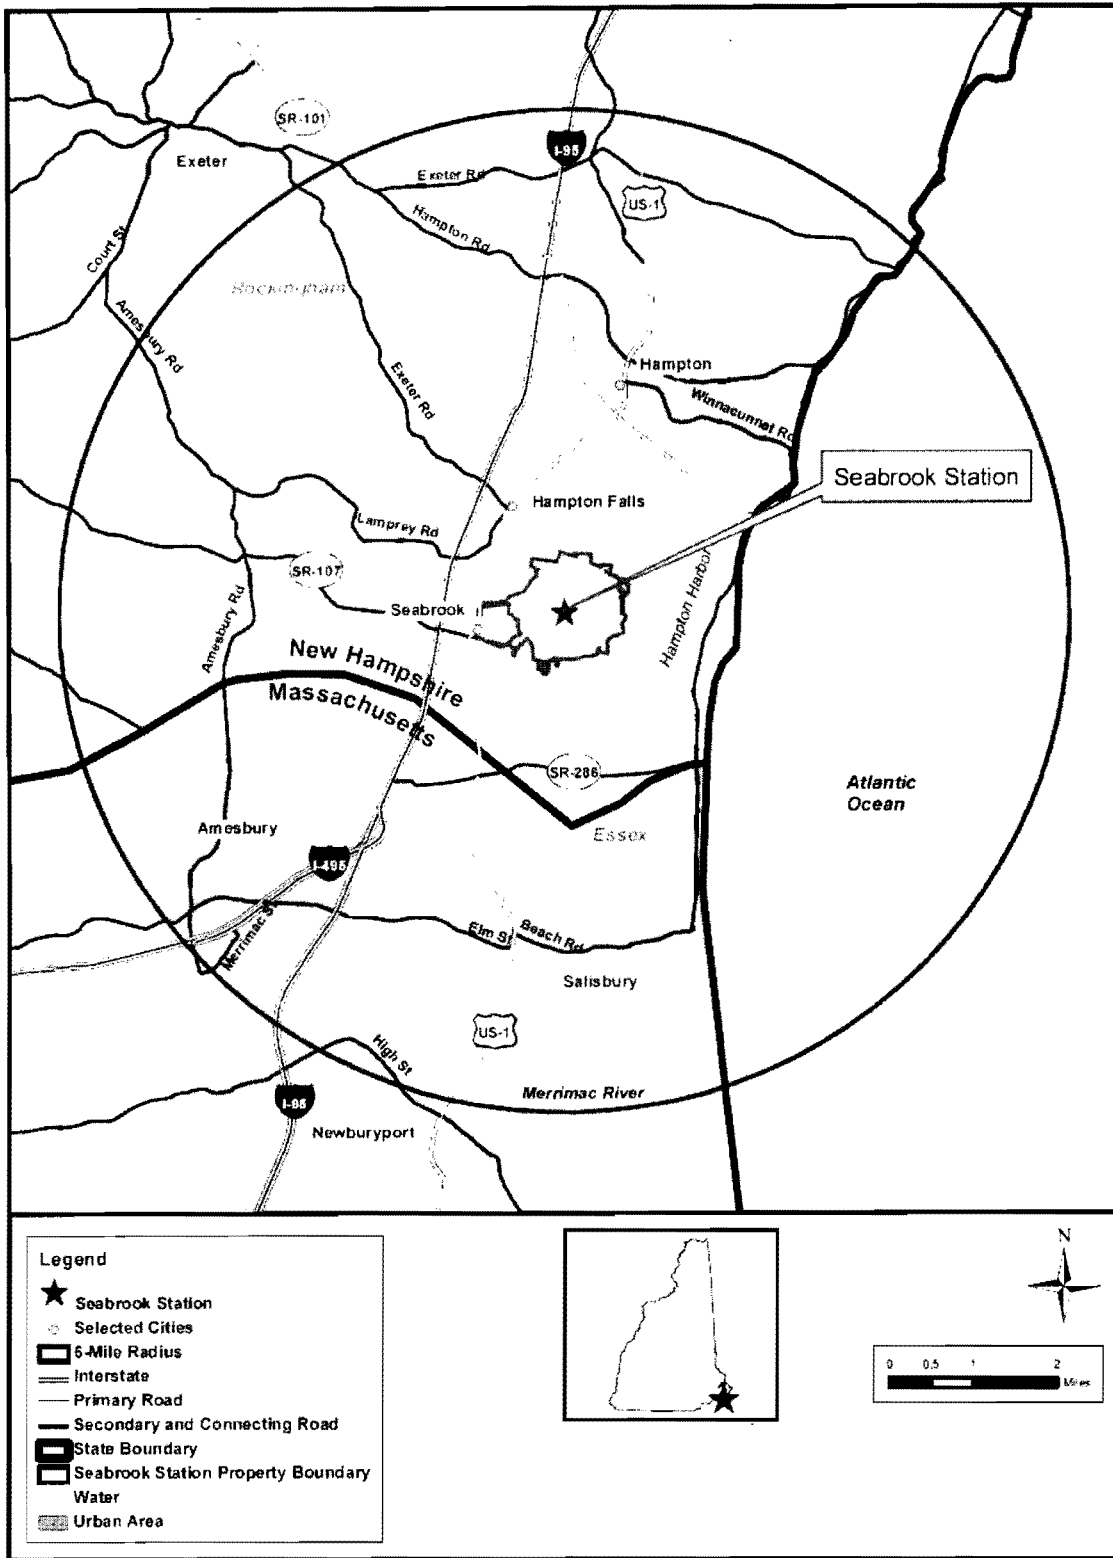 SR-101
I-95
Exeter
Exeter Rd
US-1
Court St
Hampton Rd
Rockingham
Amesbury Rd
Exeter Rd
Hampton
Winnacunnet Rd
Seabrook Station
Hampton Falls
Lamprey Rd
SR-107
Hampton Harbor
Seabrook
Amesbury Rd
New Hampshire
Massachusetts
SR-286
Atlantic
Ocean
Amesbury
Essex
I-495
Merrimac St
Elm St
Beach Rd
Salisbury
US-1
High St
I-95
Merrimac River
Newburyport
Legend
Seabrook Station
Selected Cities
6-Mile Radius
Interstate
Primary Road
Secondary and Connecting Road
State Boundary
Seabrook Station Property Boundary
Water
Urban Area
N
0 0.5 1 2
Miles